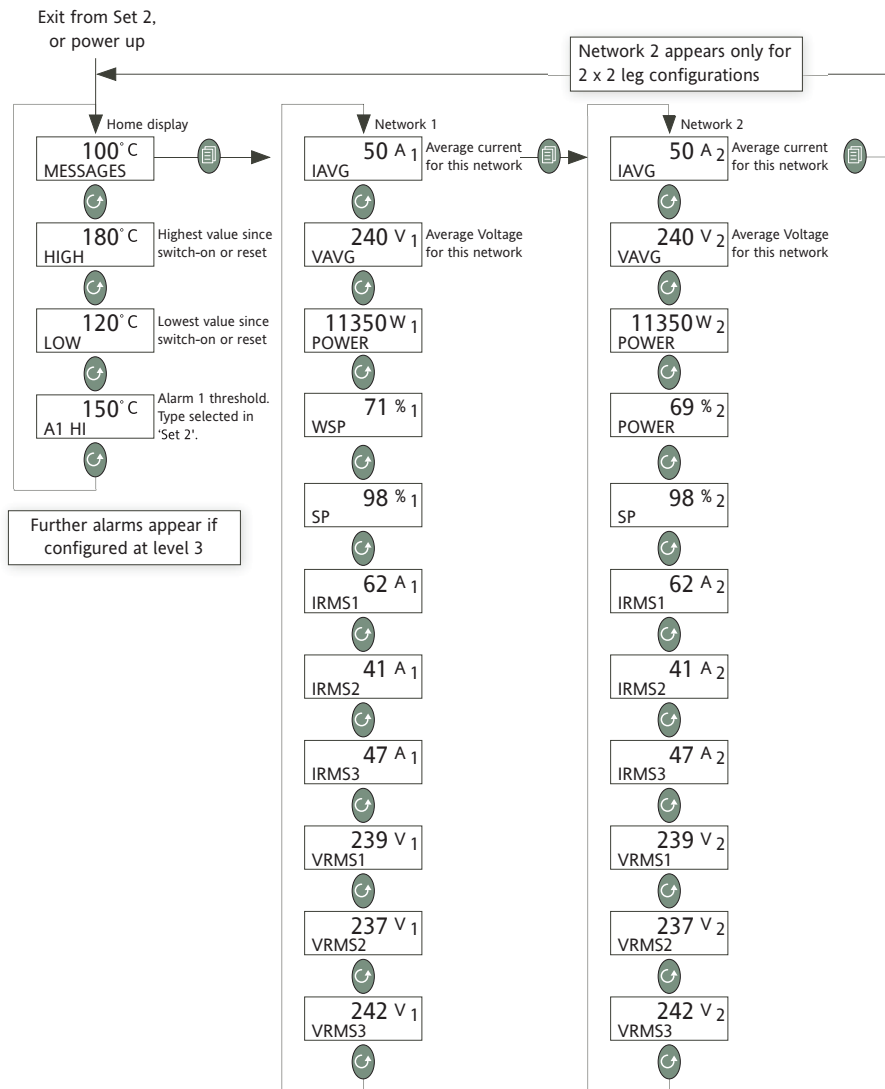 Exit from Set 2,
or power up
Network 2 appears only for
2 x 2 leg configurations
Home display
100°C
MESSAGES
180°C
HIGH
Highest value since
switch-on or reset
120°C
LOW
Lowest value since
switch-on or reset
150°C
A1 HI
Alarm 1 threshold.
Type selected in
‘Set 2’.
Further alarms appear if
configured at level 3
Network 1
50 A 1
IAVG
Average current
for this network
240 V 1
VAVG
Average Voltage
for this network
11350 W 1
POWER
71 % 1
WSP
98 % 1
SP
62 A 1
IRMS1
41 A 1
IRMS2
47 A 1
IRMS3
239 V 1
VRMS1
237 V 1
VRMS2
242 V 1
VRMS3
Network 2
50 A 2
IAVG
Average current
for this network
240 V 2
VAVG
Average Voltage
for this network
11350 W 2
POWER
69 % 2
POWER
98 % 2
SP
62 A 2
IRMS1
41 A 2
IRMS2
47 A 2
IRMS3
239 V 2
VRMS1
237 V 2
VRMS2
242 V 2
VRMS3